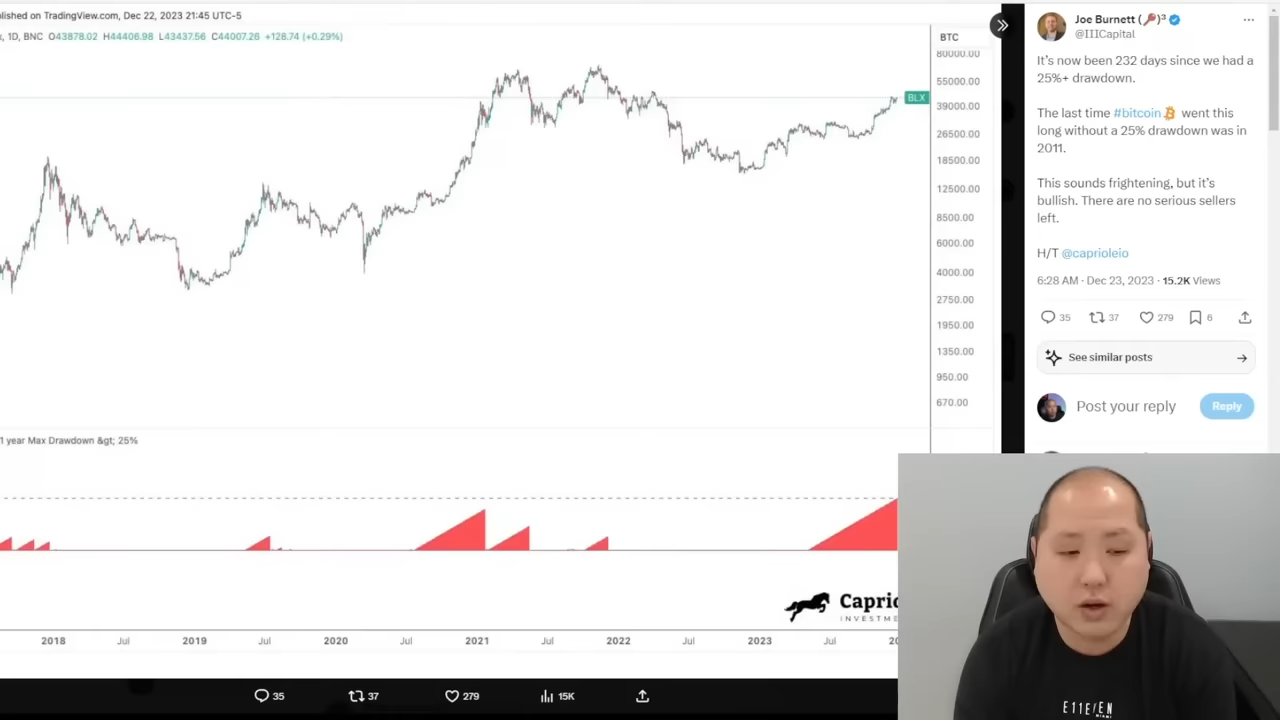 lished on TradingView.com, Dec 22, 2023 21:45 UTC-5
, 1D, BNC O43878.02 H44406.98 L43437.56 C44007.26 +128.74 (+0.29%)
BTC
80000.00
55000.00
BLX
39000.00
26500.00
18500.00
12500.00
8500.00
6000.00
4000.00
2750.00
1950.00
1350.00
950.00
670.00
1 year Max Drawdown &gt; 25%
Capric
INVESTME
2018 Jul 2019 Jul 2020 Jul 2021 Jul 2022 Jul 2023 Jul 20
35 37 279 15K
Joe Burnett (🔑)³
@IIICapital
It's now been 232 days since we had a
25%+ drawdown.
The last time #bitcoin went this
long without a 25% drawdown was in
2011.
This sounds frightening, but it's
bullish. There are no serious sellers
left.
H/T @caprioleio
6:28 AM · Dec 23, 2023 · 15.2K Views
35 37 279 6
See similar posts
Post your reply Reply
E11EVEN
MIAMI